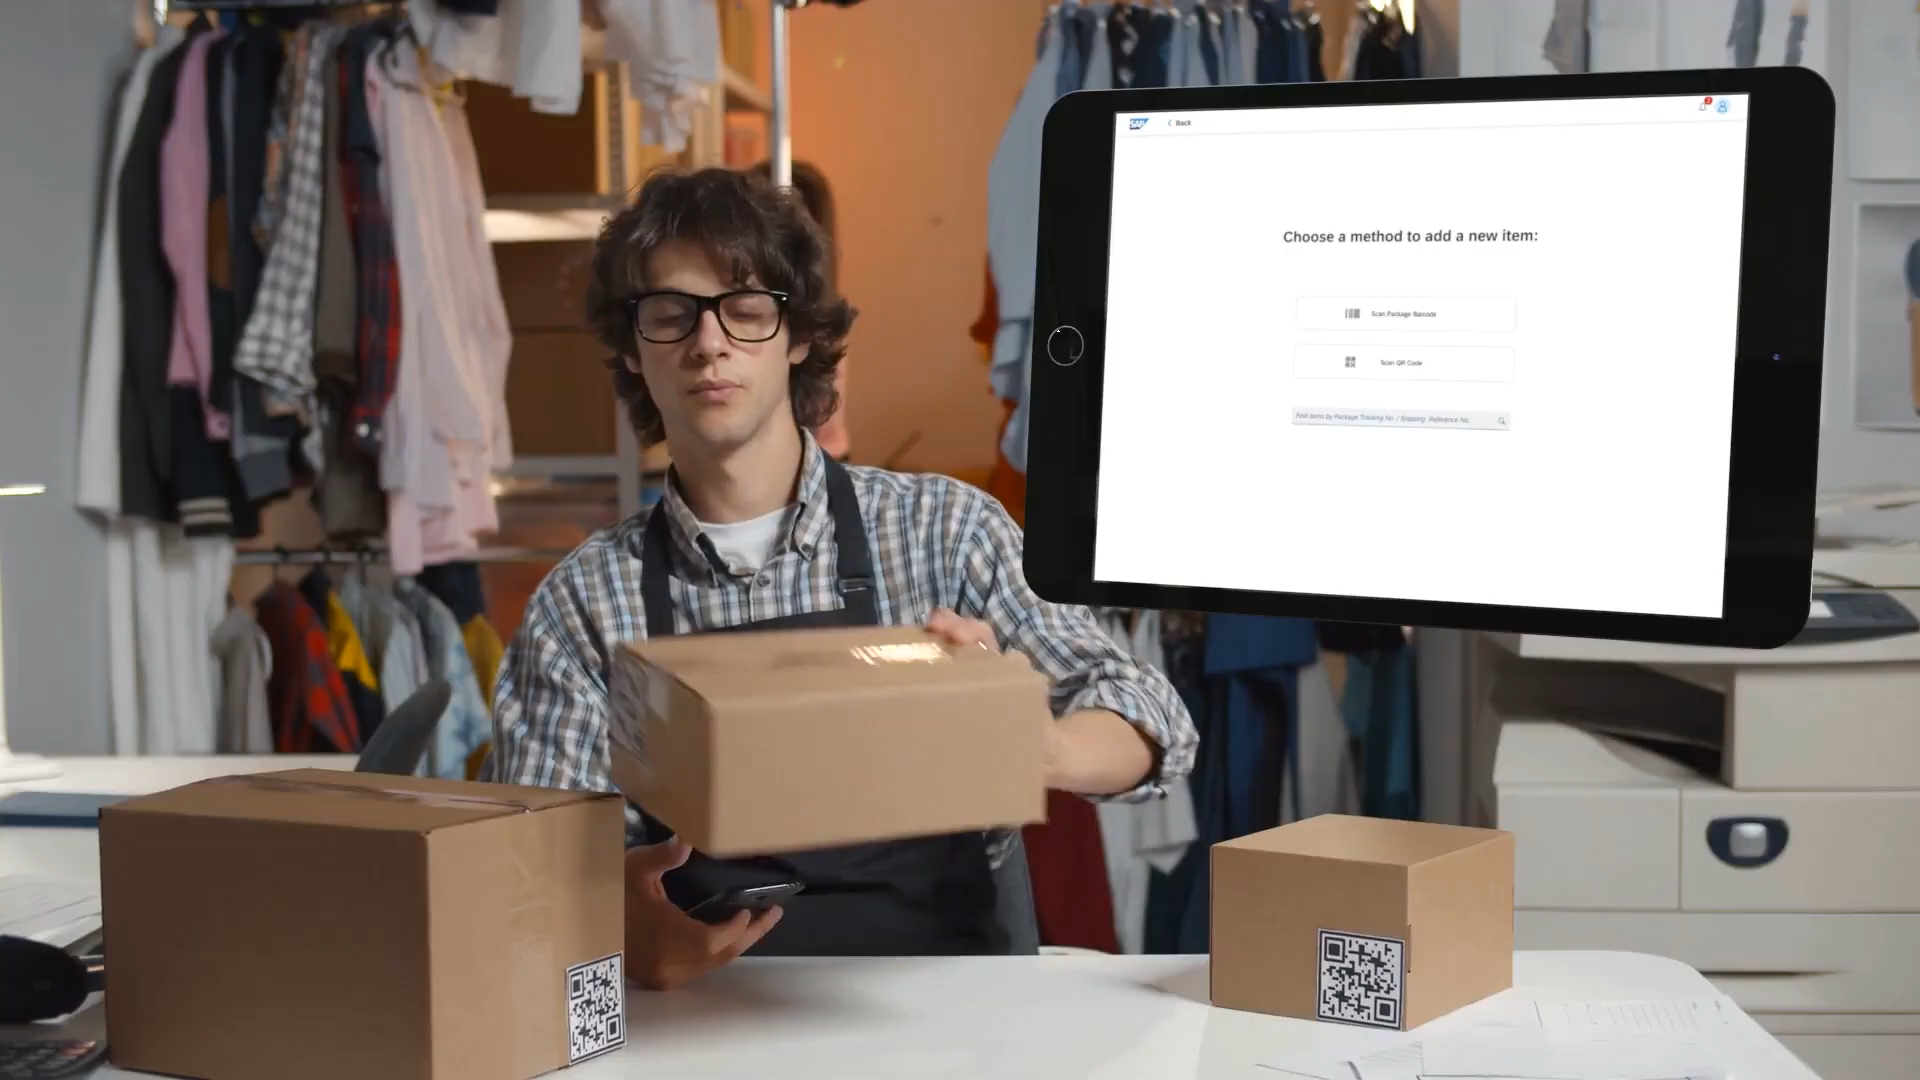 SAP
Back
2
Choose a method to add a new item:
Scan Package Barcode
Scan QR Code
Find items by Package Tracking No. / Shipping Reference No.